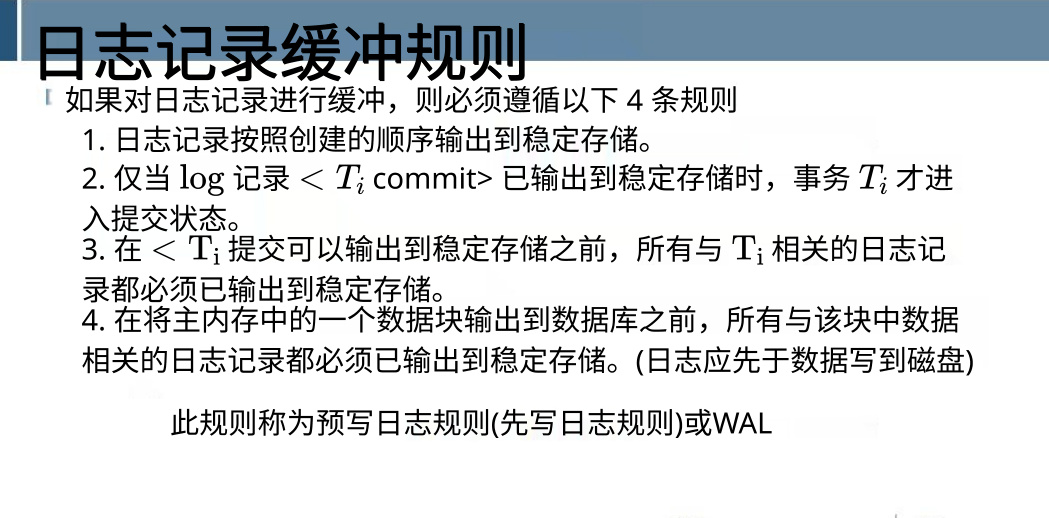 日志记录缓冲规则
如果对日志记录进行缓冲，则必须遵循以下 4 条规则
1. 日志记录按照创建的顺序输出到稳定存储。
2. 仅当 log 记录 < Ti commit> 已输出到稳定存储时，事务 Ti 才进
入提交状态。
3. 在 < Ti 提交可以输出到稳定存储之前，所有与 Ti 相关的日志记
录都必须已输出到稳定存储。
4. 在将主内存中的一个数据块输出到数据库之前，所有与该块中数据
相关的日志记录都必须已输出到稳定存储。(日志应先于数据写到磁盘)
此规则称为预写日志规则(先写日志规则)或WAL